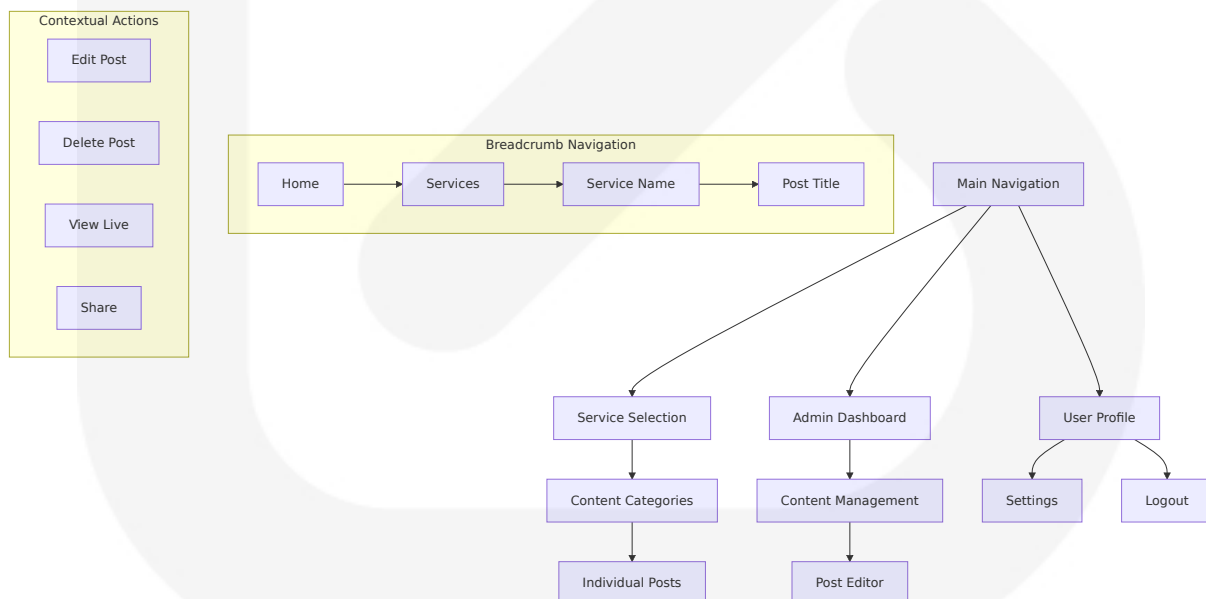 Contextual Actions
Edit Post
Delete Post
View Live
Share
Breadcrumb Navigation
Home
Services
Service Name
Post Title
Main Navigation
Service Selection
Admin Dashboard
User Profile
Content Categories
Content Management
Settings
Logout
Individual Posts
Post Editor